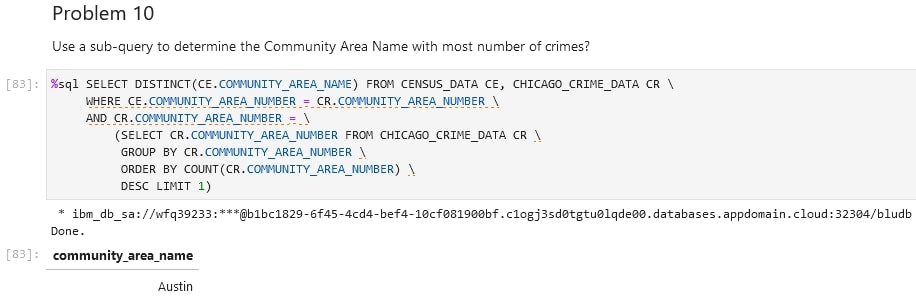 Problem 10
Use a sub-query to determine the Community Area Name with most number of crimes?
[83]: %sql SELECT DISTINCT(CE.COMMUNITY_AREA_NAME) FROM CENSUS_DATA CE, CHICAGO_CRIME_DATA CR \
WHERE CE.COMMUNITY_AREA_NUMBER = CR.COMMUNITY_AREA_NUMBER \
AND CR.COMMUNITY_AREA_NUMBER = \
(SELECT CR.COMMUNITY_AREA_NUMBER FROM CHICAGO_CRIME_DATA CR \
GROUP BY CR.COMMUNITY_AREA_NUMBER \
ORDER BY COUNT(CR.COMMUNITY_AREA_NUMBER) \
DESC LIMIT 1)
* ibm_db_sa://wfq39233:***@b1bc1829-6f45-4cd4-bef4-10cf081900bf.c1ogj3sd0tgtu0lqde00.databases.appdomain.cloud:32304/bludb
Done.
[83]: community_area_name
Austin